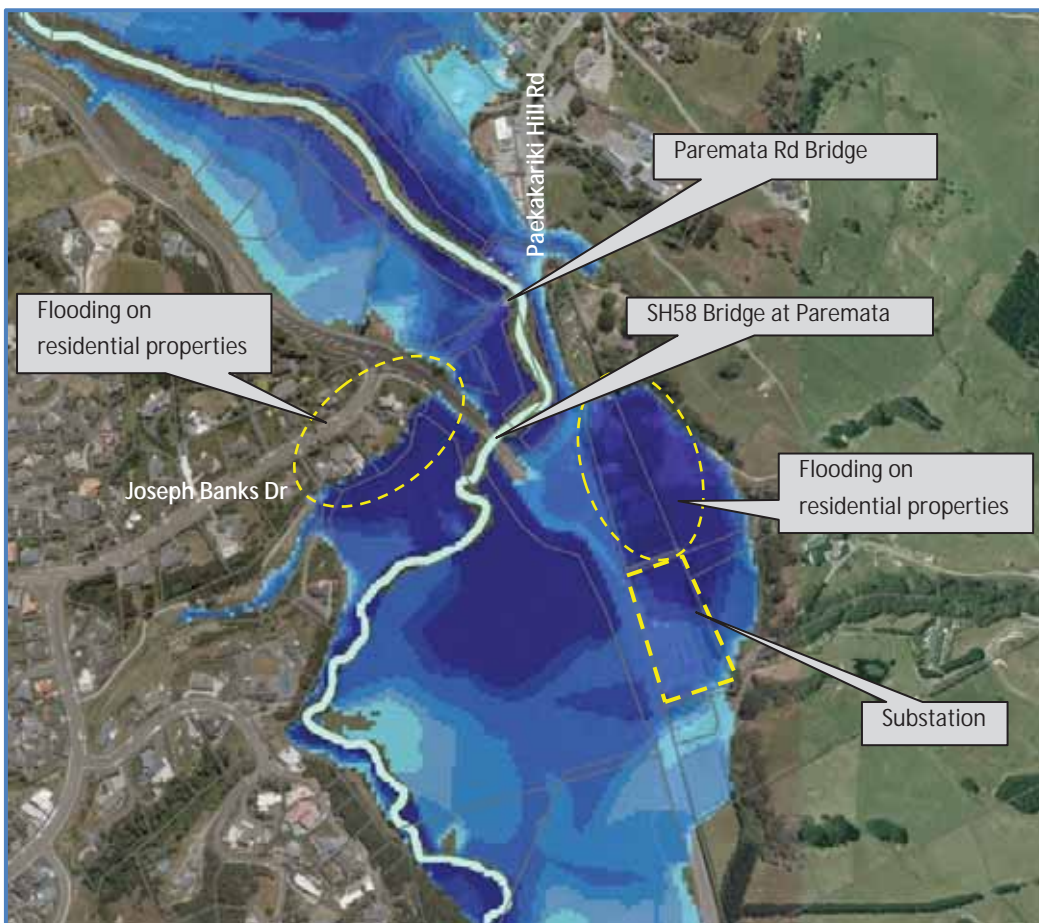 Paekakariki Hill Rd
Paremata Rd Bridge
SH58 Bridge at Paremata
Flooding on
residential properties
Joseph Banks Dr
Flooding on
residential properties
Substation